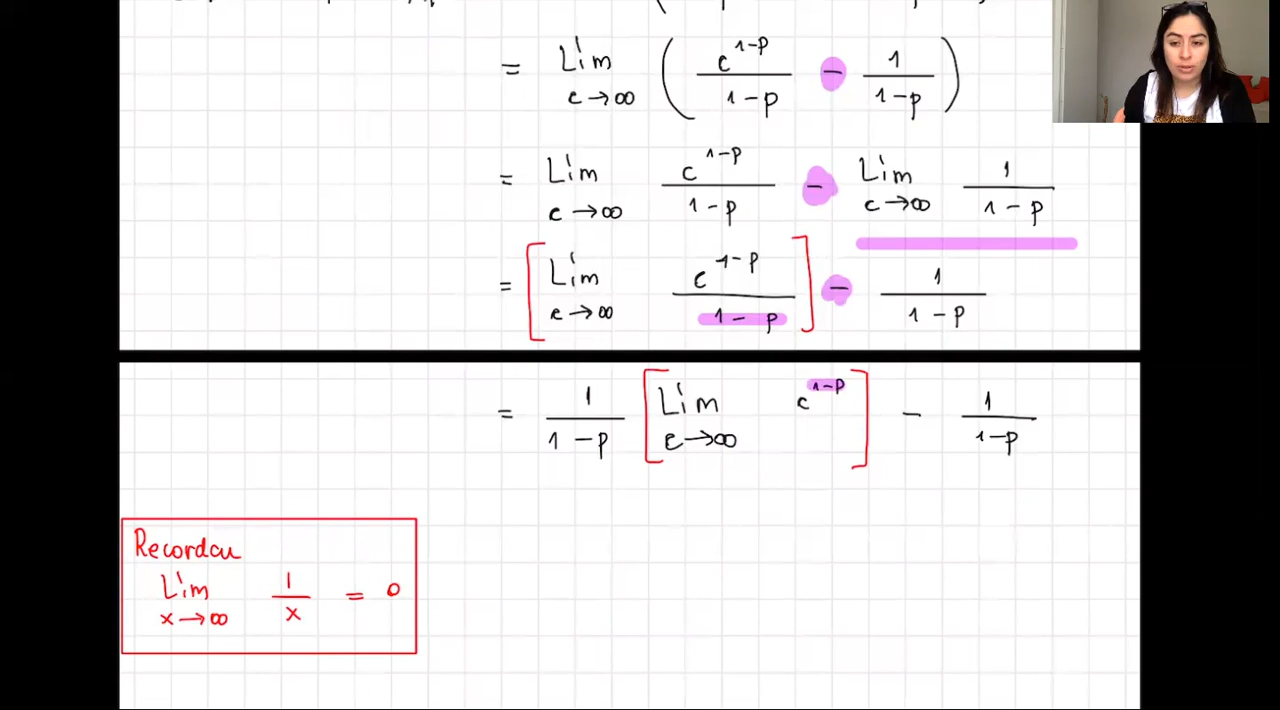 = Lim c→∞ ( c^(1-p) / (1-p) - 1 / (1-p) )
= Lim c→∞ c^(1-p) / (1-p) - Lim c→∞ 1 / (1-p)
= [ Lim c→∞ c^(1-p) / (1-p) ] - 1 / (1-p)
= 1 / (1-p) [ Lim c→∞ c^(1-p) ] - 1 / (1-p)
Recordar
Lim x→∞ 1 / x = 0